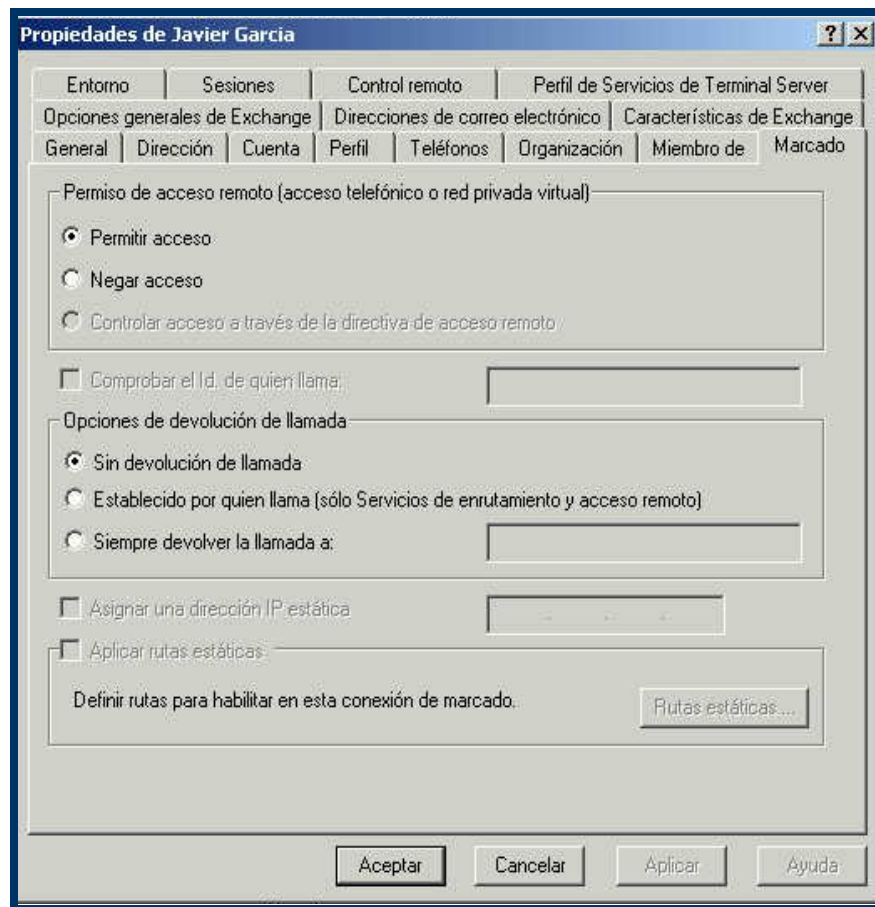 Propiedades de Javier Garcia
Entorno Sesiones Control remoto Perfil de Servicios de Terminal Server
Opciones generales de Exchange Direcciones de correo electrónico Características de Exchange
General Dirección Cuenta Perfil Teléfonos Organización Miembro de Marcado
Permiso de acceso remoto (acceso telefónico o red privada virtual)
Permitir acceso
Negar acceso
Controlar acceso a través de la directiva de acceso remoto
Comprobar el Id. de quien llama:
Opciones de devolución de llamada
Sin devolución de llamada
Establecido por quien llama (sólo Servicios de enrutamiento y acceso remoto)
Siempre devolver la llamada a:
Asignar una dirección IP estática
Aplicar rutas estáticas
Definir rutas para habilitar en esta conexión de marcado.
Rutas estáticas ...
Aceptar Cancelar Aplicar Ayuda